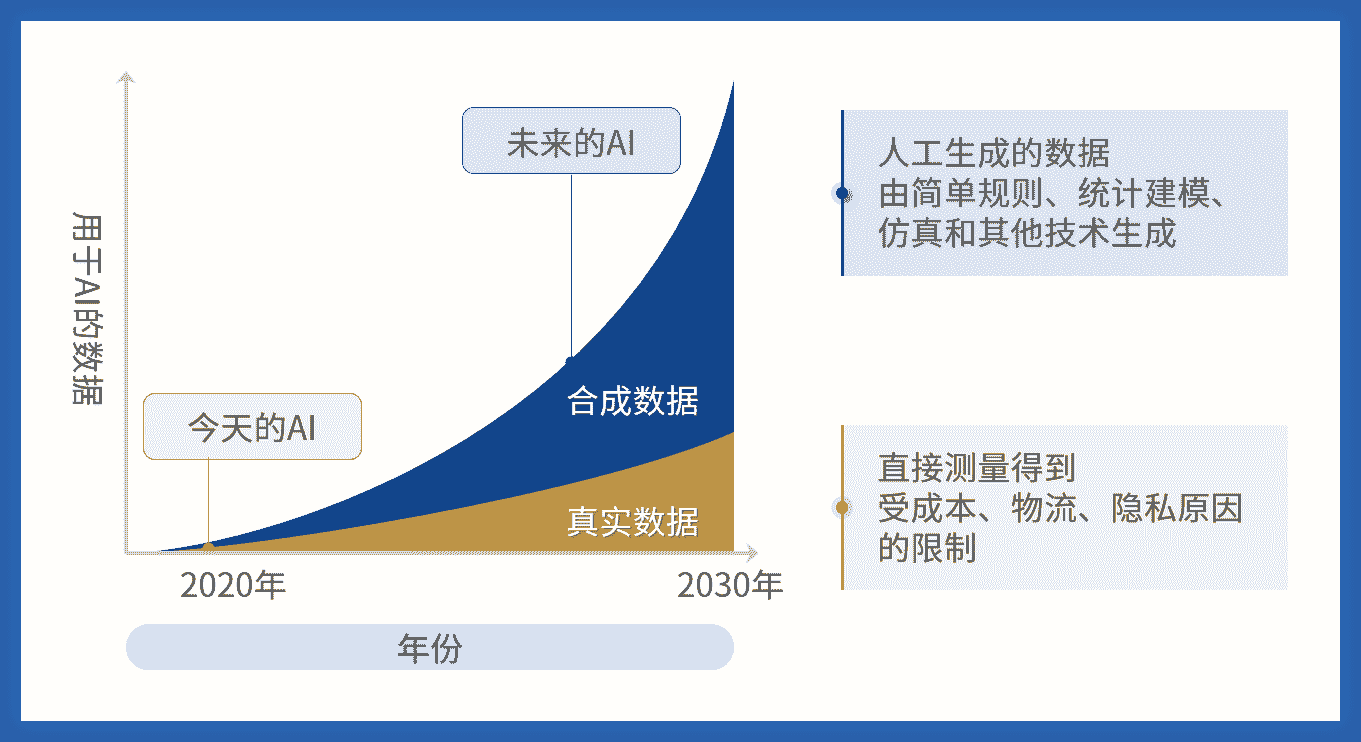 用于AI的数据
未来的AI
今天的AI
合成数据
真实数据
2020年
2030年
年份
人工生成的数据
由简单规则、统计建模、
仿真和其他技术生成
直接测量得到
受成本、物流、隐私原因
的限制